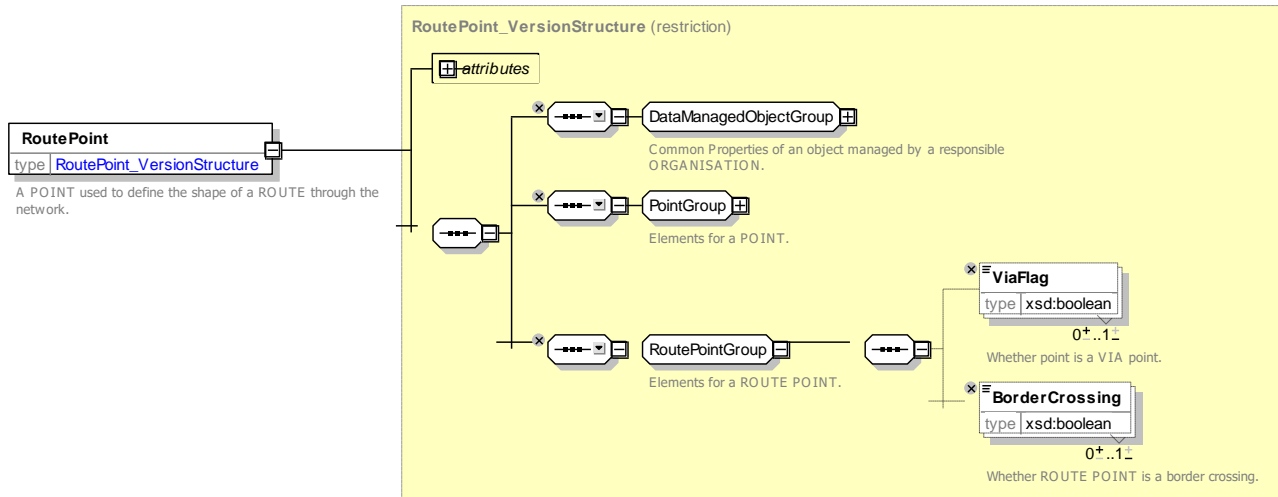 RoutePoint_VersionStructure (restriction)
attributes
DataManagedObjectGroup
Common Properties of an object managed by a responsible
ORGANISATION.
RoutePoint
type RoutePoint_VersionStructure
A POINT used to define the shape of a ROUTE through the
network.
PointGroup
Elements for a POINT.
ViaFlag
type xsd:boolean
0..1
Whether point is a VIA point.
RoutePointGroup
Elements for a ROUTE POINT.
BorderCrossing
type xsd:boolean
0..1
Whether ROUTE POINT is a border crossing.